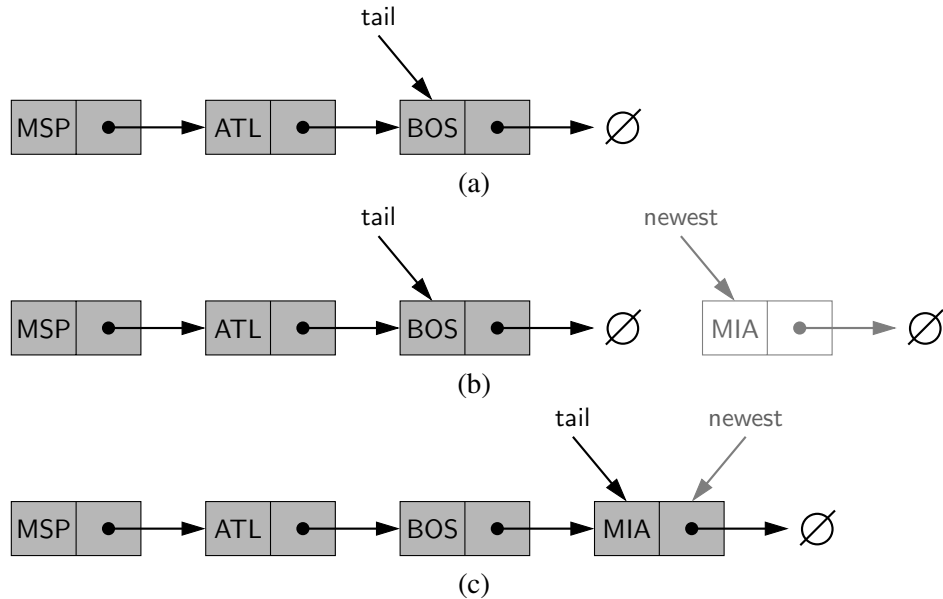 tail
MSP ATL BOS ∅
(a)
tail newest
MSP ATL BOS ∅ MIA ∅
(b)
tail newest
MSP ATL BOS MIA ∅
(c)